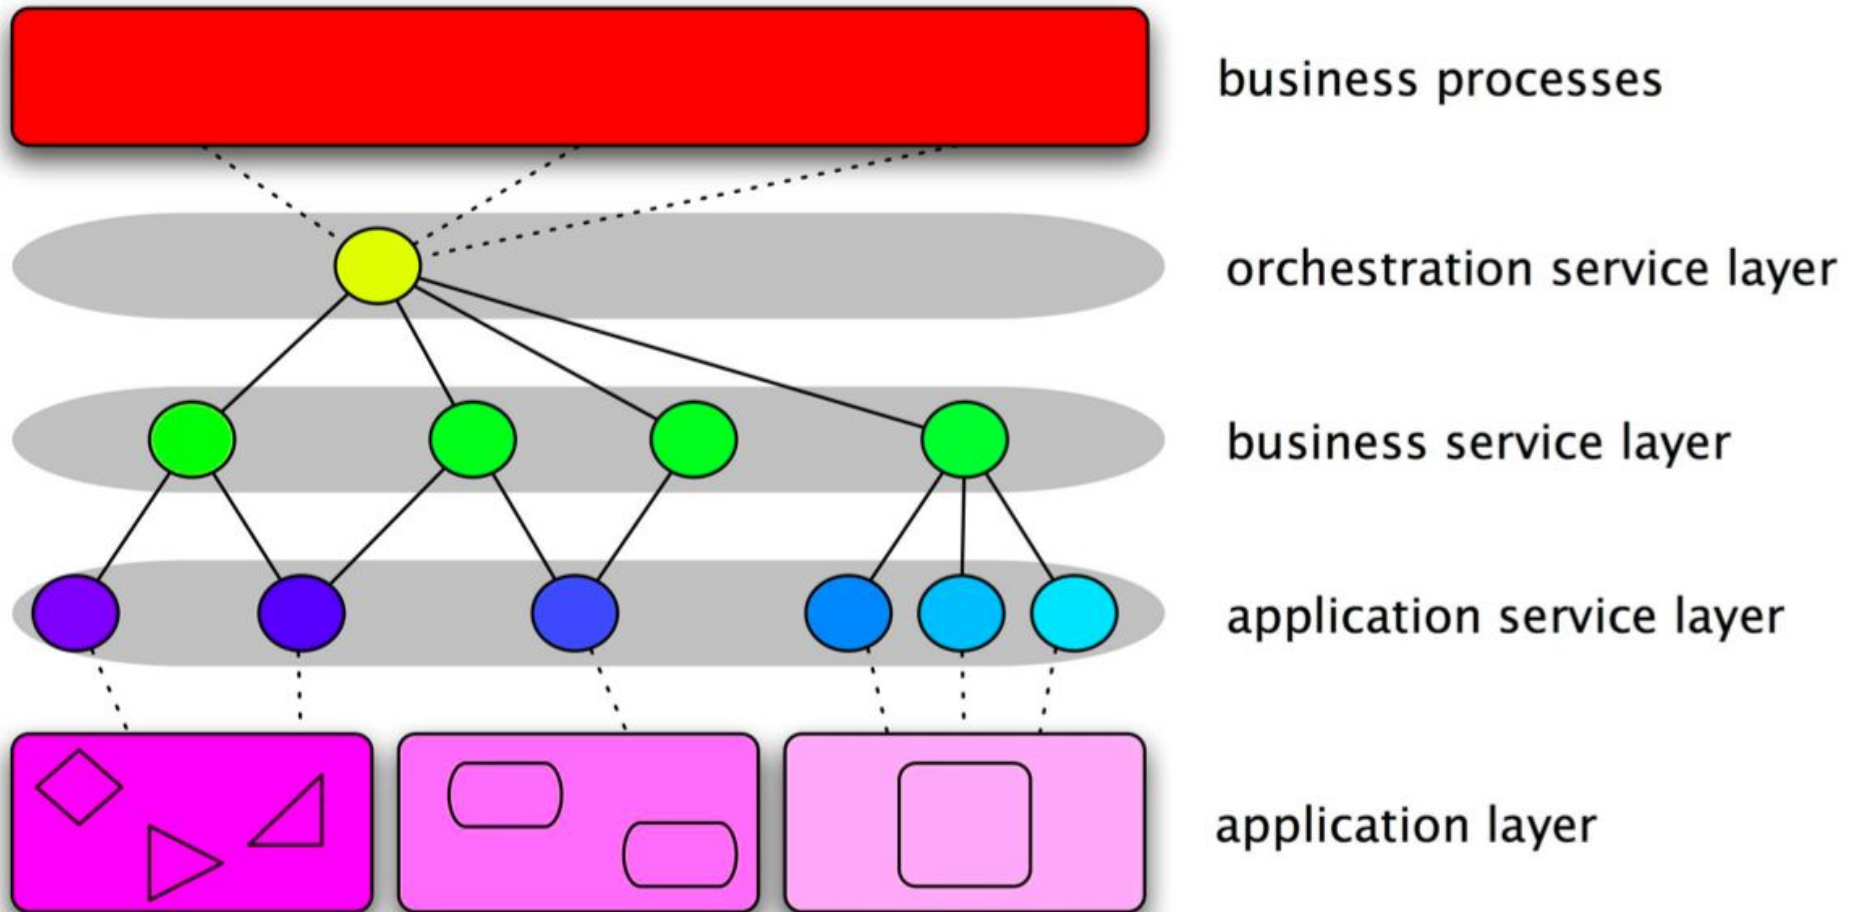 business processes
orchestration service layer
business service layer
application service layer
application layer